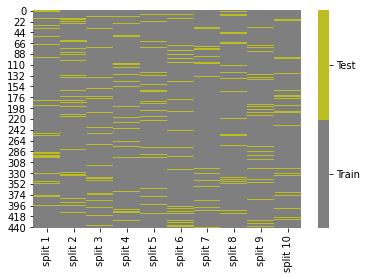 0
22
44
66
88
110
132
154
176
198
220
242
264
286
308
330
352
374
396
418
440
split 1
split 2
split 3
split 4
split 5
split 6
split 7
split 8
split 9
split 10
Test
Train